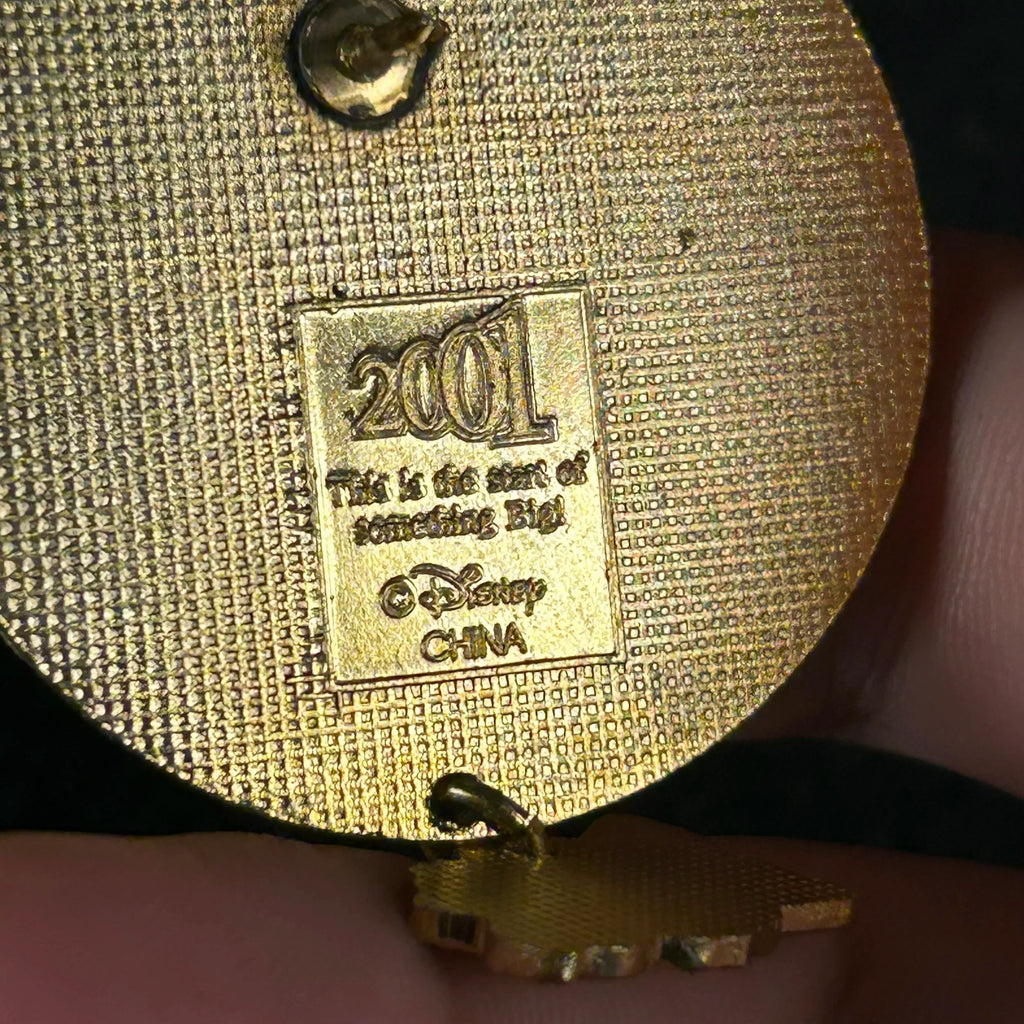 2001
This is the start of
something Big!
© Disney
CHINA